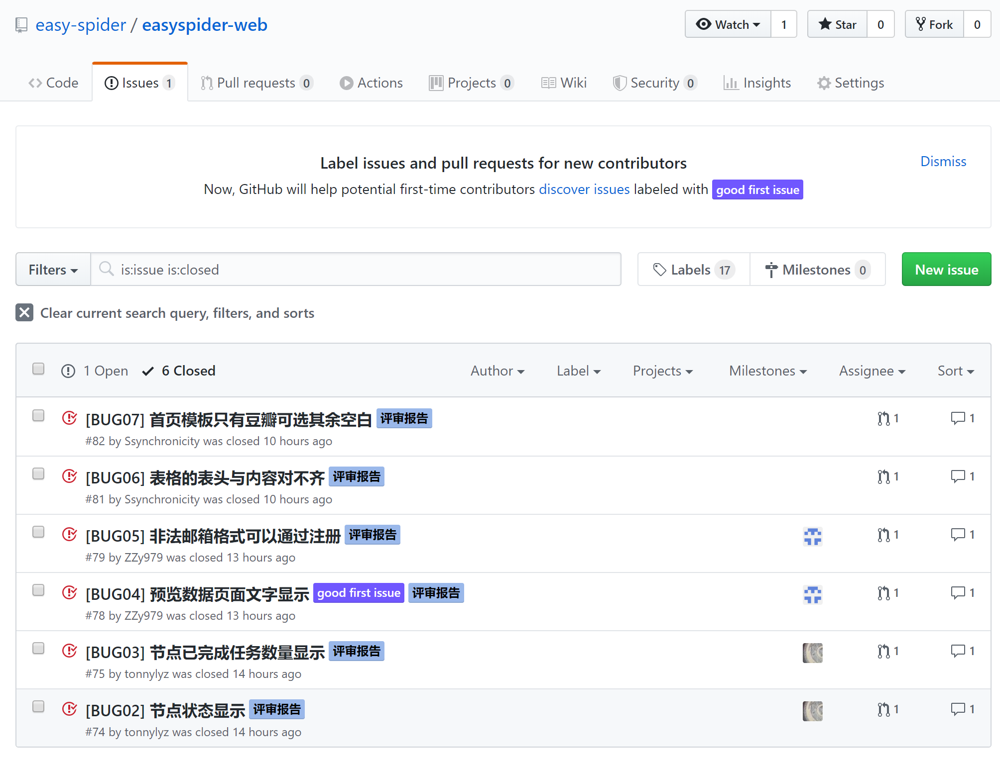 easy-spider / easyspider-web Watch 1 Star 0 Fork 0
Code Issues 1 Pull requests 0 Actions Projects 0 Wiki Security 0 Insights Settings
Label issues and pull requests for new contributors Dismiss
Now, GitHub will help potential first-time contributors discover issues labeled with good first issue
Filters is:issue is:closed Labels 17 Milestones 0 New issue
Clear current search query, filters, and sorts
1 Open 6 Closed Author Label Projects Milestones Assignee Sort
[BUG07] 首页模板只有豆瓣可选其余空白 评审报告 1 1
#82 by Ssynchronicity was closed 10 hours ago
[BUG06] 表格的表头与内容对不齐 评审报告 1 1
#81 by Ssynchronicity was closed 10 hours ago
[BUG05] 非法邮箱格式可以通过注册 评审报告 1 1
#79 by ZZy979 was closed 13 hours ago
[BUG04] 预览数据页面文字显示 good first issue 评审报告 1 1
#78 by ZZy979 was closed 13 hours ago
[BUG03] 节点已完成任务数量显示 评审报告 1 1
#75 by tonnylyz was closed 14 hours ago
[BUG02] 节点状态显示 评审报告 1 1
#74 by tonnylyz was closed 14 hours ago